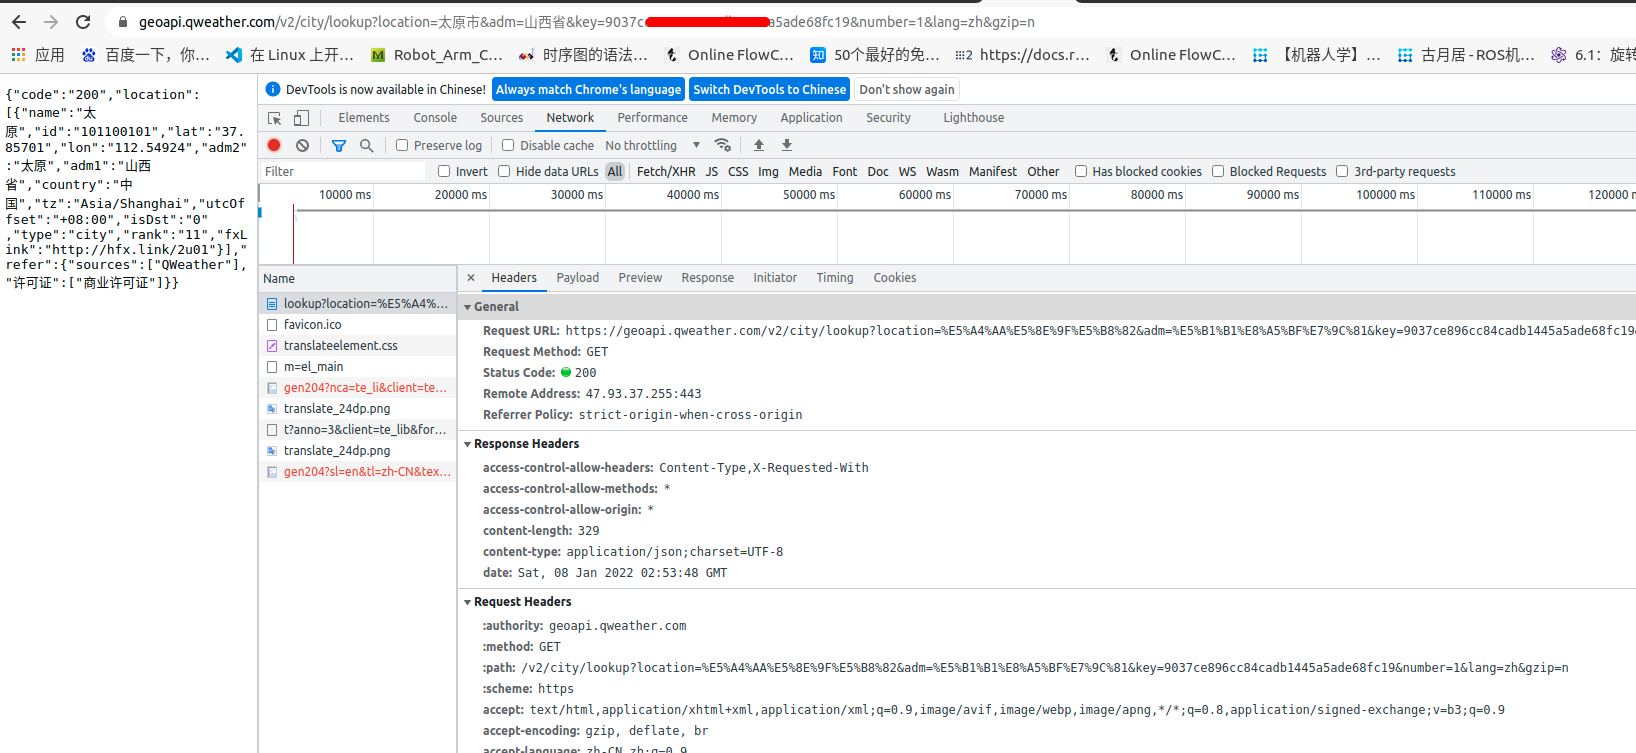 geoapi.qweather.com/v2/city/lookup?location=太原市&adm=山西省&key=9037c a5ade68fc19&number=1&lang=zh&gzip=n
应用 百度一下，你... 在 Linux 上开... Robot_Arm_C... 时序图的语法... Online FlowC... 50个最好的免... https://docs.r... Online FlowC... 【机器人学】... 古月居 - ROS机... 6.1：旋转
{"code":"200","location":
[{"name":"太
原","id":"101100101","lat":"37.
85701","lon":"112.54924","adm2"
:"太原","adm1":"山西
省","country":"中
国","tz":"Asia/Shanghai","utcOf
fset":"+08:00","isDst":"0"
,"type":"city","rank":"11","fxL
ink":"http://hfx.link/2u01"}],"
refer":{"sources":["QWeather"],
"许可证":["商业许可证"]}}
DevTools is now available in Chinese! Always match Chrome's language Switch DevTools to Chinese Don't show again
Elements Console Sources Network Performance Memory Application Security Lighthouse
Preserve log Disable cache No throttling
Filter Invert Hide data URLs All Fetch/XHR JS CSS Img Media Font Doc WS Wasm Manifest Other Has blocked cookies Blocked Requests 3rd-party requests
10000 ms 20000 ms 30000 ms 40000 ms 50000 ms 60000 ms 70000 ms 80000 ms 90000 ms 100000 ms 110000 ms 120000
Name
lookup?location=%E5%A4%...
favicon.ico
translateelement.css
m=el_main
gen204?nca=te_li&client=te...
translate_24dp.png
t?anno=3&client=te_lib&for...
translate_24dp.png
gen204?sl=en&tl=zh-CN&tex...
× Headers Payload Preview Response Initiator Timing Cookies
General
Request URL: https://geoapi.qweather.com/v2/city/lookup?location=%E5%A4%AA%E5%8E%9F%E5%B8%82&adm=%E5%B1%B1%E8%A5%BF%E7%9C%81&key=9037ce896cc84cadb1445a5ade68fc19&
Request Method: GET
Status Code: 200
Remote Address: 47.93.37.255:443
Referrer Policy: strict-origin-when-cross-origin
Response Headers
access-control-allow-headers: Content-Type,X-Requested-With
access-control-allow-methods: *
access-control-allow-origin: *
content-length: 329
content-type: application/json;charset=UTF-8
date: Sat, 08 Jan 2022 02:53:48 GMT
Request Headers
:authority: geoapi.qweather.com
:method: GET
:path: /v2/city/lookup?location=%E5%A4%AA%E5%8E%9F%E5%B8%82&adm=%E5%B1%B1%E8%A5%BF%E7%9C%81&key=9037ce896cc84cadb1445a5ade68fc19&number=1&lang=zh&gzip=n
:scheme: https
accept: text/html,application/xhtml+xml,application/xml;q=0.9,image/avif,image/webp,image/apng,*/*;q=0.8,application/signed-exchange;v=b3;q=0.9
accept-encoding: gzip, deflate, br
accept-language: zh-CN,zh;q=0.9